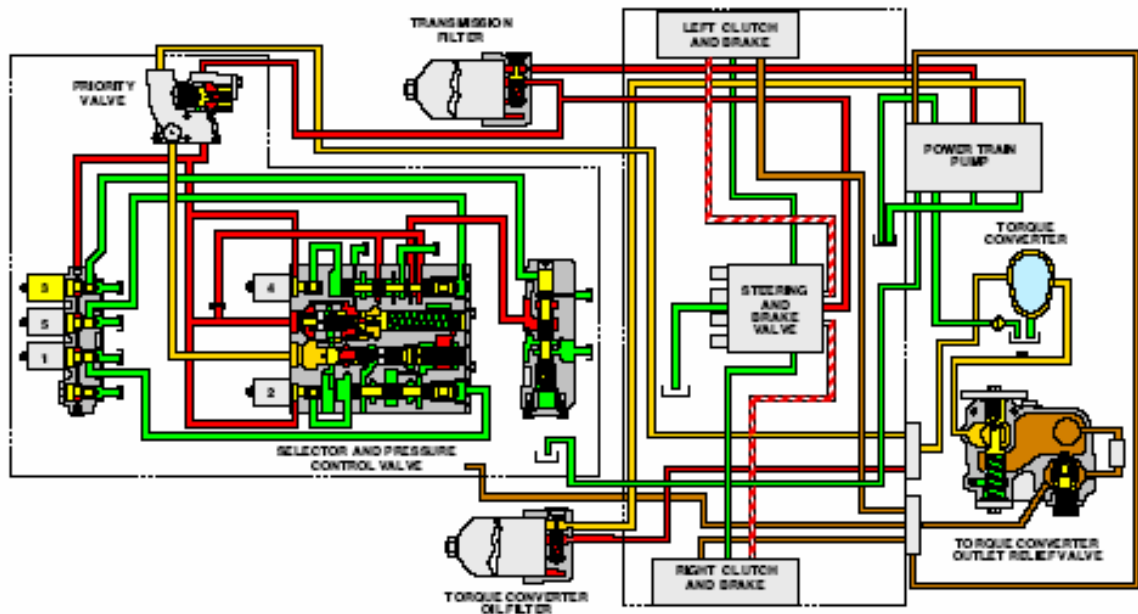 TRANSMISSION
FILTER
LEFT CLUTCH
AND BRAKE
PRIORITY
VALVE
POWER TRAIN
PUMP
TORQUE
CONVERTER
3
4
5
STEERING
AND
BRAKE
VALVE
1
2
SELECTOR AND PRESSURE
CONTROL VALVE
TORQUE CONVERTER
OUTLET RELIEF VALVE
RIGHT CLUTCH
AND BRAKE
TORQUE CONVERTER
OIL FILTER